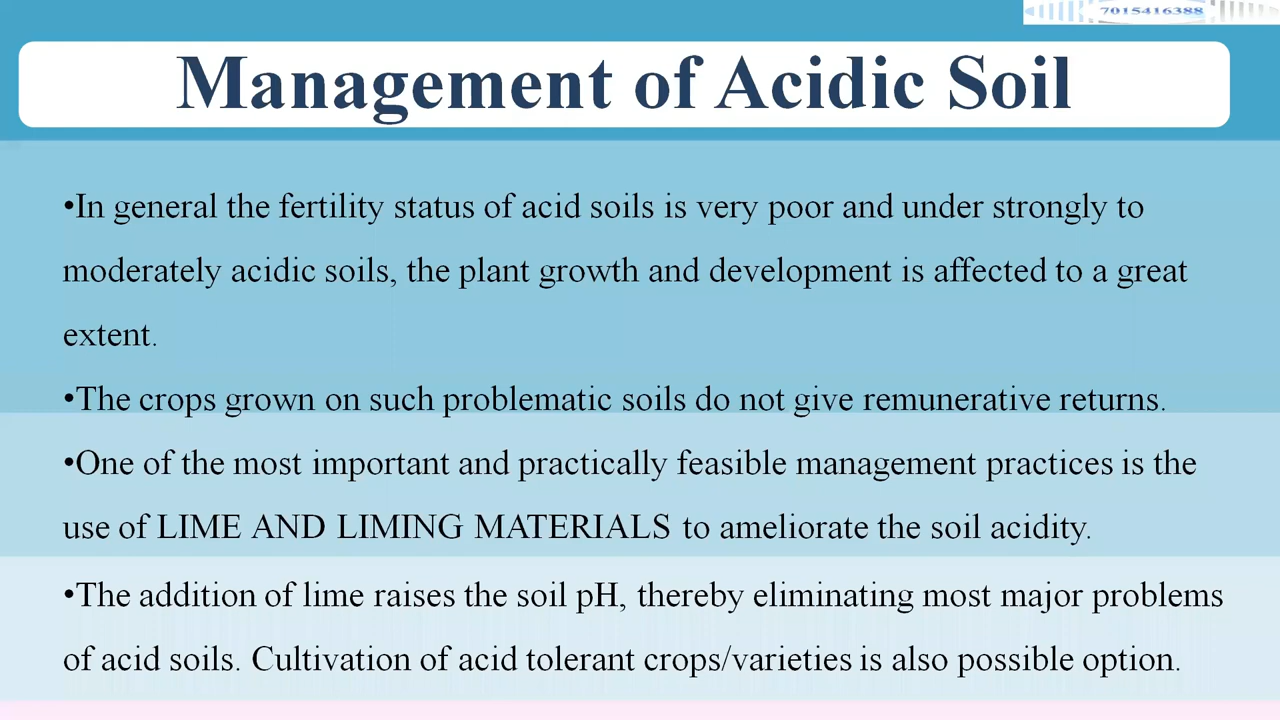 7015416388
Management of Acidic Soil
•In general the fertility status of acid soils is very poor and under strongly to
moderately acidic soils, the plant growth and development is affected to a great
extent.
•The crops grown on such problematic soils do not give remunerative returns.
•One of the most important and practically feasible management practices is the
use of LIME AND LIMING MATERIALS to ameliorate the soil acidity.
•The addition of lime raises the soil pH, thereby eliminating most major problems
of acid soils. Cultivation of acid tolerant crops/varieties is also possible option.